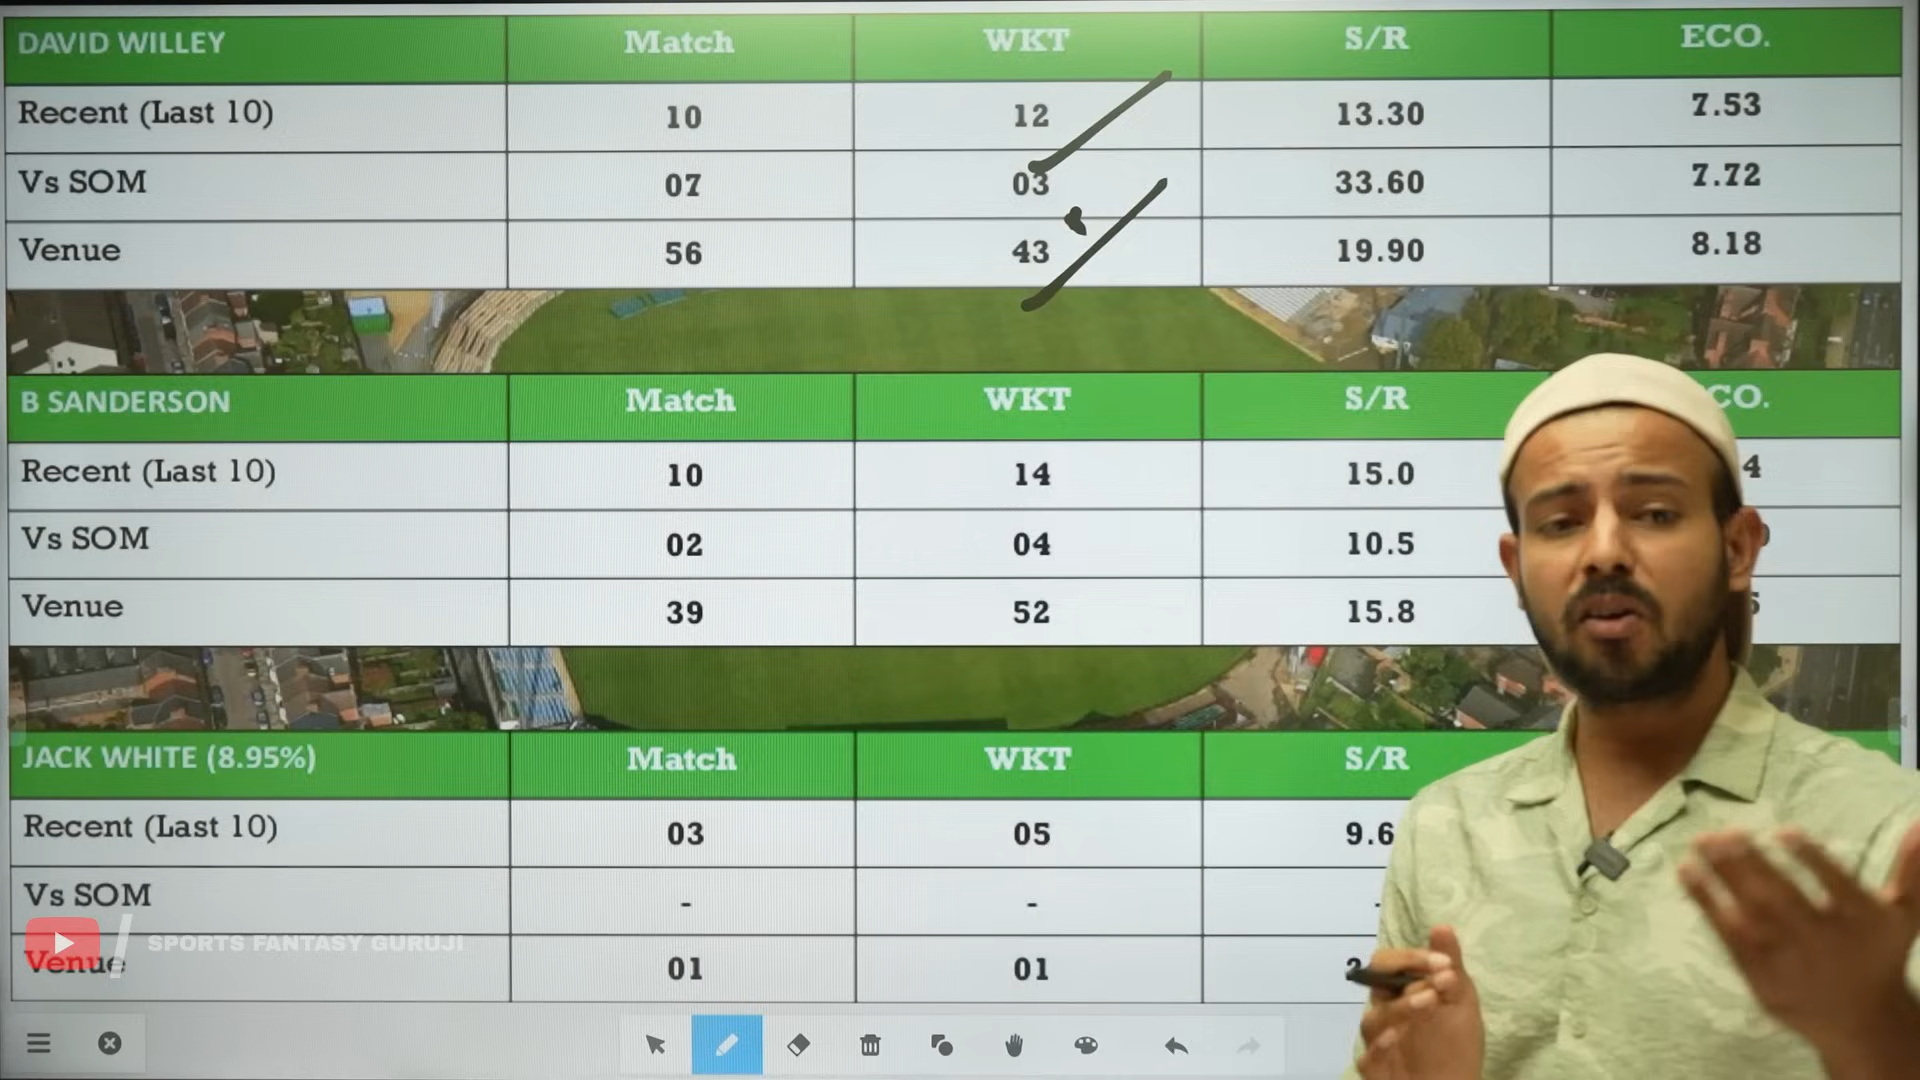 DAVID WILLEY Match WKT S/R ECO.
Recent (Last 10) 10 12 13.30 7.53
Vs SOM 07 03 33.60 7.72
Venue 56 43 19.90 8.18
B SANDERSON Match WKT S/R CO.
Recent (Last 10) 10 14 15.0 4
Vs SOM 02 04 10.5
Venue 39 52 15.8
JACK WHITE (8.95%) Match WKT S/R
Recent (Last 10) 03 05 9.6
Vs SOM - - -
SPORTS FANTASY GURUJI
Venue 01 01